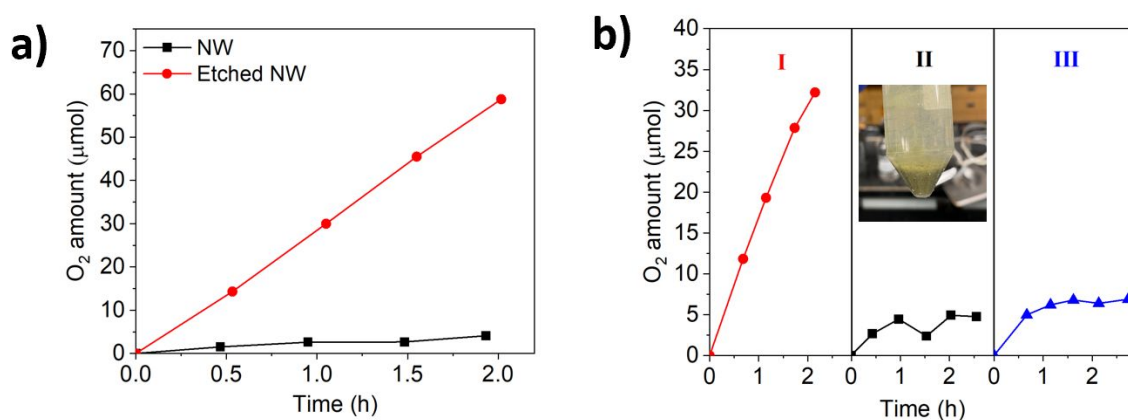 a)
NW
Etched NW
70
60
50
40
30
20
10
0
O₂ amount (μmol)
0.0 0.5 1.0 1.5 2.0
Time (h)
b)
I II III
40
35
30
25
20
15
10
5
0
O₂ amount (μmol)
0 1 2 0 1 2 0 1 2
Time (h)